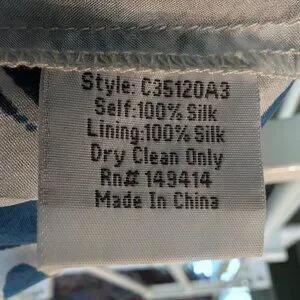 Style: C35120A3
Self:100% Silk
Lining:100% Silk
Dry Clean Only
Rn# 149414
Made In China